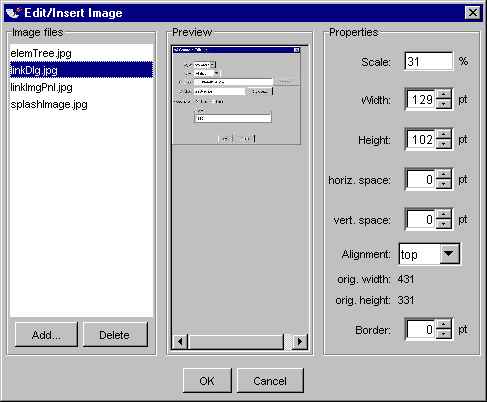 Edit/Insert Image
Image files
elemTree.jpg
linkDlg.jpg
linkImgPnl.jpg
splashImage.jpg
Add...
Delete
Preview
Properties
Scale: 31 %
Width: 129 pt
Height: 102 pt
horiz. space: 0 pt
vert. space: 0 pt
Alignment: top
orig. width: 431
orig. height: 331
Border: 0 pt
OK
Cancel